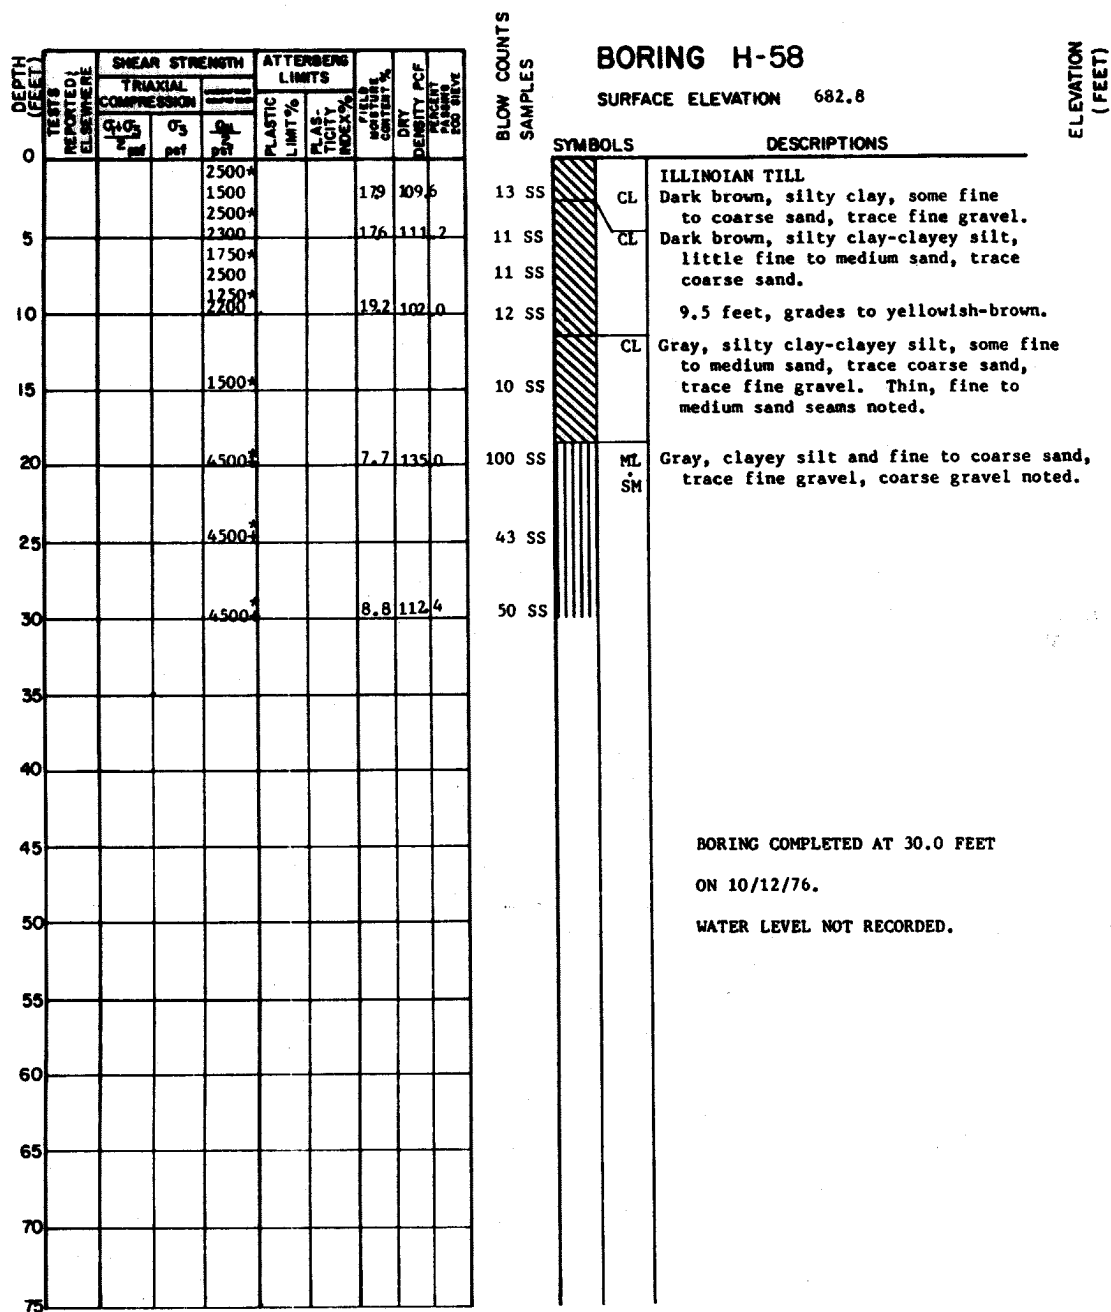 BORING H-58
SURFACE ELEVATION 682.8
DEPTH (FEET)
TESTS REPORTED ELSEWHERE
SHEAR STRENGTH
TRIAXIAL COMPRESSION
psf
psf
psf
ATTERBERG LIMITS
PLASTIC LIMIT %
PLAS-TICITY INDEX %
FIELD MOISTURE CONTENT %
DRY DENSITY PCF
PERCENT PASSING 200 SIEVE
BLOW COUNTS
SAMPLES
SYMBOLS
DESCRIPTIONS
ELEVATION (FEET)
0
2500*
ILLINOIAN TILL
1500 17.9 109.6 13 SS CL Dark brown, silty clay, some fine
2500* to coarse sand, trace fine gravel.
5 2300 17.6 111.2 11 SS CL Dark brown, silty clay-clayey silt,
1750* little fine to medium sand, trace
2500 11 SS coarse sand.
1250*
10 2200 19.2 102.0 12 SS 9.5 feet, grades to yellowish-brown.
CL Gray, silty clay-clayey silt, some fine
to medium sand, trace coarse sand,
15 1500* 10 SS trace fine gravel. Thin, fine to
medium sand seams noted.
20 4500+* 7.7 135.0 100 SS ML Gray, clayey silt and fine to coarse sand,
SM trace fine gravel, coarse gravel noted.
25 4500+* 43 SS
30 4500+* 8.8 112.4 50 SS
35
40
45 BORING COMPLETED AT 30.0 FEET
ON 10/12/76.
50 WATER LEVEL NOT RECORDED.
55
60
65
70
75